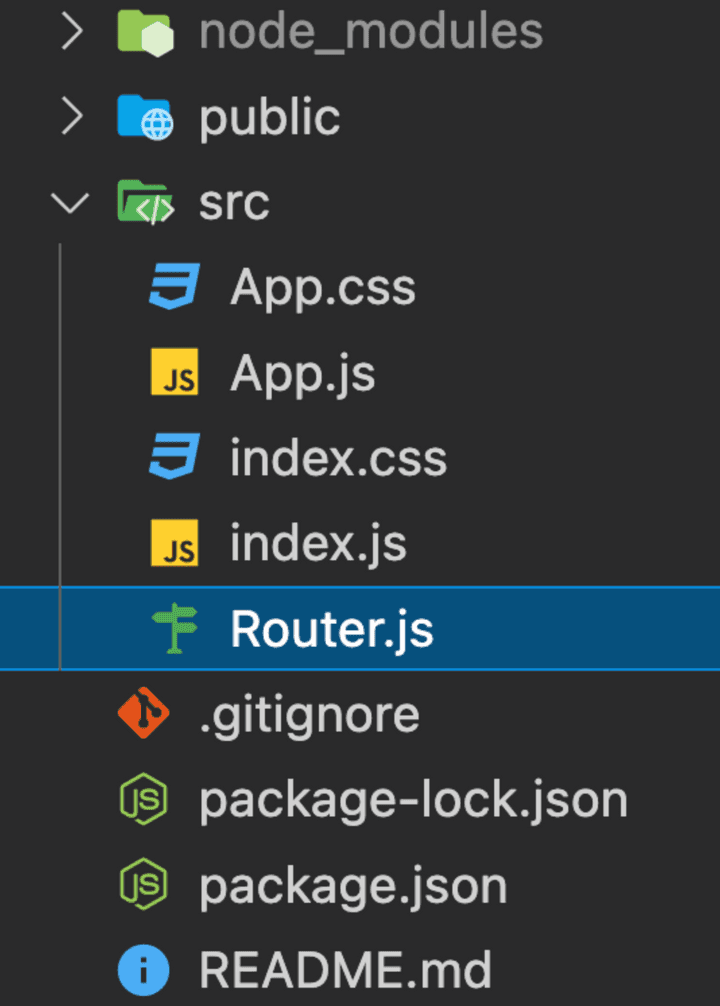 node_modules
public
src
App.css
JS App.js
index.css
JS index.js
Router.js
.gitignore
JS package-lock.json
JS package.json
README.md